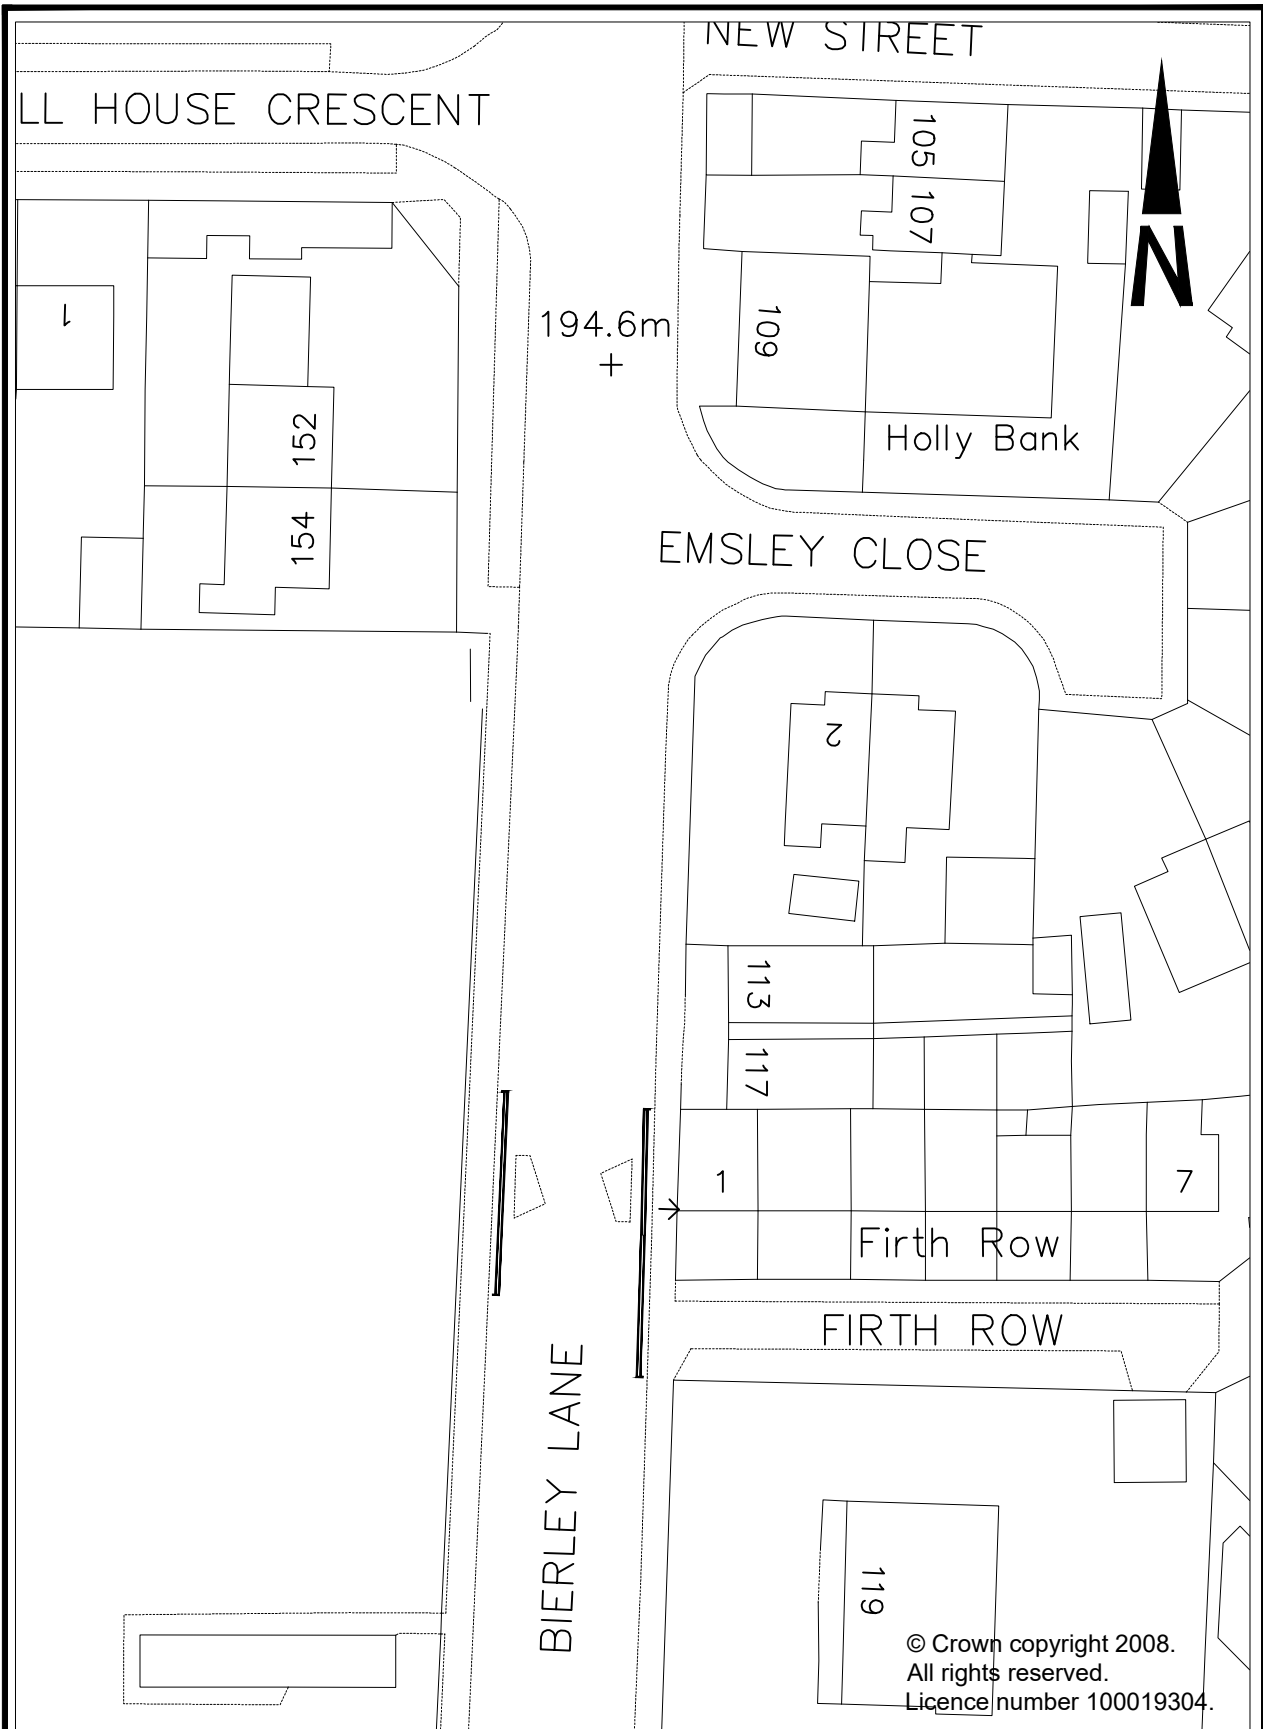 NEW STREET
LL HOUSE CRESCENT
105
107
N
1
194.6m
109
152
Holly Bank
154
EMSLEY CLOSE
2
113
117
1
7
Firth Row
FIRTH ROW
BIERLEY LANE
119
© Crown copyright 2008.
All rights reserved.
Licence number 100019304.